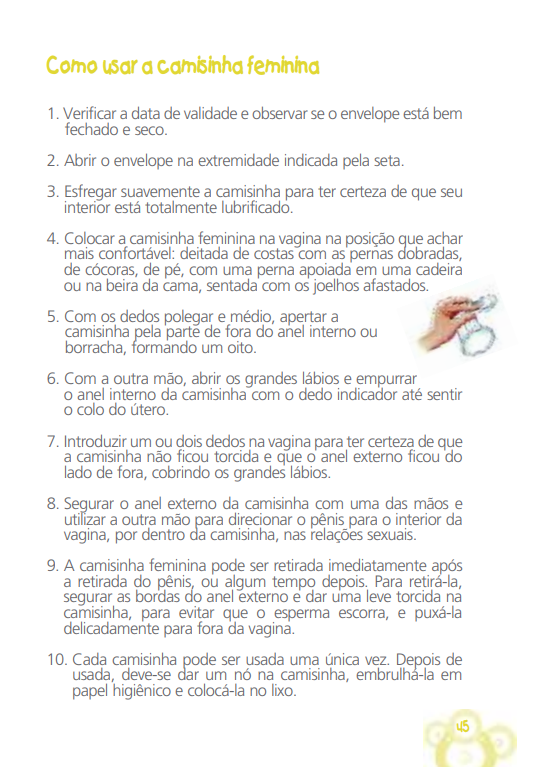 Como usar a camisinha feminina
1. Verificar a data de validade e observar se o envelope está bem
fechado e seco.
2. Abrir o envelope na extremidade indicada pela seta.
3. Esfregar suavemente a camisinha para ter certeza de que seu
interior está totalmente lubrificado.
4. Colocar a camisinha feminina na vagina na posição que achar
mais confortável: deitada de costas com as pernas dobradas,
de cócoras, de pé, com uma perna apoiada em uma cadeira
ou na beira da cama, sentada com os joelhos afastados.
5. Com os dedos polegar e médio, apertar a
camisinha pela parte de fora do anel interno ou
borracha, formando um oito.
6. Com a outra mão, abrir os grandes lábios e empurrar
o anel interno da camisinha com o dedo indicador até sentir
o colo do útero.
7. Introduzir um ou dois dedos na vagina para ter certeza de que
a camisinha não ficou torcida e que o anel externo ficou do
lado de fora, cobrindo os grandes lábios.
8. Segurar o anel externo da camisinha com uma das mãos e
utilizar a outra mão para direcionar o pênis para o interior da
vagina, por dentro da camisinha, nas relações sexuais.
9. A camisinha feminina pode ser retirada imediatamente após
a retirada do pênis, ou algum tempo depois. Para retirá-la,
segurar as bordas do anel externo e dar uma leve torcida na
camisinha, para evitar que o esperma escorra, e puxá-la
delicadamente para fora da vagina.
10. Cada camisinha pode ser usada uma única vez. Depois de
usada, deve-se dar um nó na camisinha, embrulhá-la em
papel higiênico e colocá-la no lixo.
45